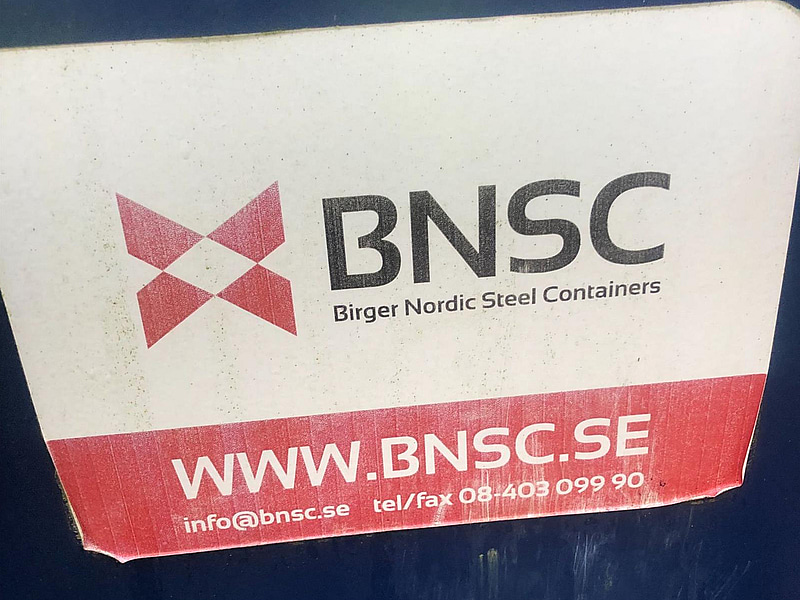 BNSC
Birger Nordic Steel Containers
WWW.BNSC.SE
info@bnsc.se tel/fax 08-403 099 90